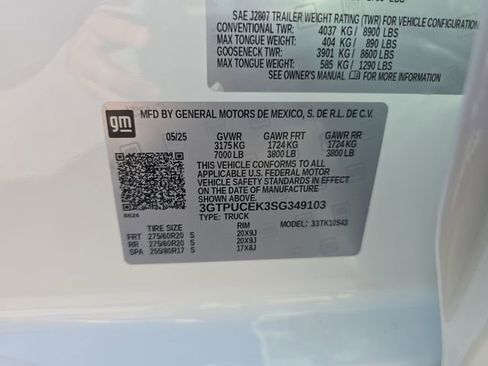 SAE J2807 TRAILER WEIGHT RATING (TWR) FOR VEHICLE CONFIGURATION
CONVENTIONAL TWR: 4037 KG / 8900 LBS
MAX TONGUE WEIGHT: 404 KG / 890 LBS
GOOSENECK TWR: 3901 KG / 8600 LBS
MAX TONGUE WEIGHT: 585 KG / 1290 LBS
SEE OWNER'S MANUAL FOR MORE INFORMATION
gm
MFD BY GENERAL MOTORS DE MEXICO, S. DE R.L. DE C.V.
05/25 GVWR GAWR FRT GAWR RR
3175 KG 1724 KG 1724 KG
7000 LB 3800 LB 3800 LB
THIS VEHICLE CONFORMS TO ALL
APPLICABLE U.S. FEDERAL MOTOR
VEHICLE SAFETY AND THEFT PREVENTION
STANDARDS IN EFFECT ON THE DATE OF
MANUFACTURE SHOWN ABOVE.
3GTPUCEK3SG349103
8624 TYPE: TRUCK MODEL: 33TK10543
TIRE SIZE RIM
FRT 275/60R20 S 20X9J
RR 275/60R20 S 20X9J
SPA 255/80R17 S 17X8J